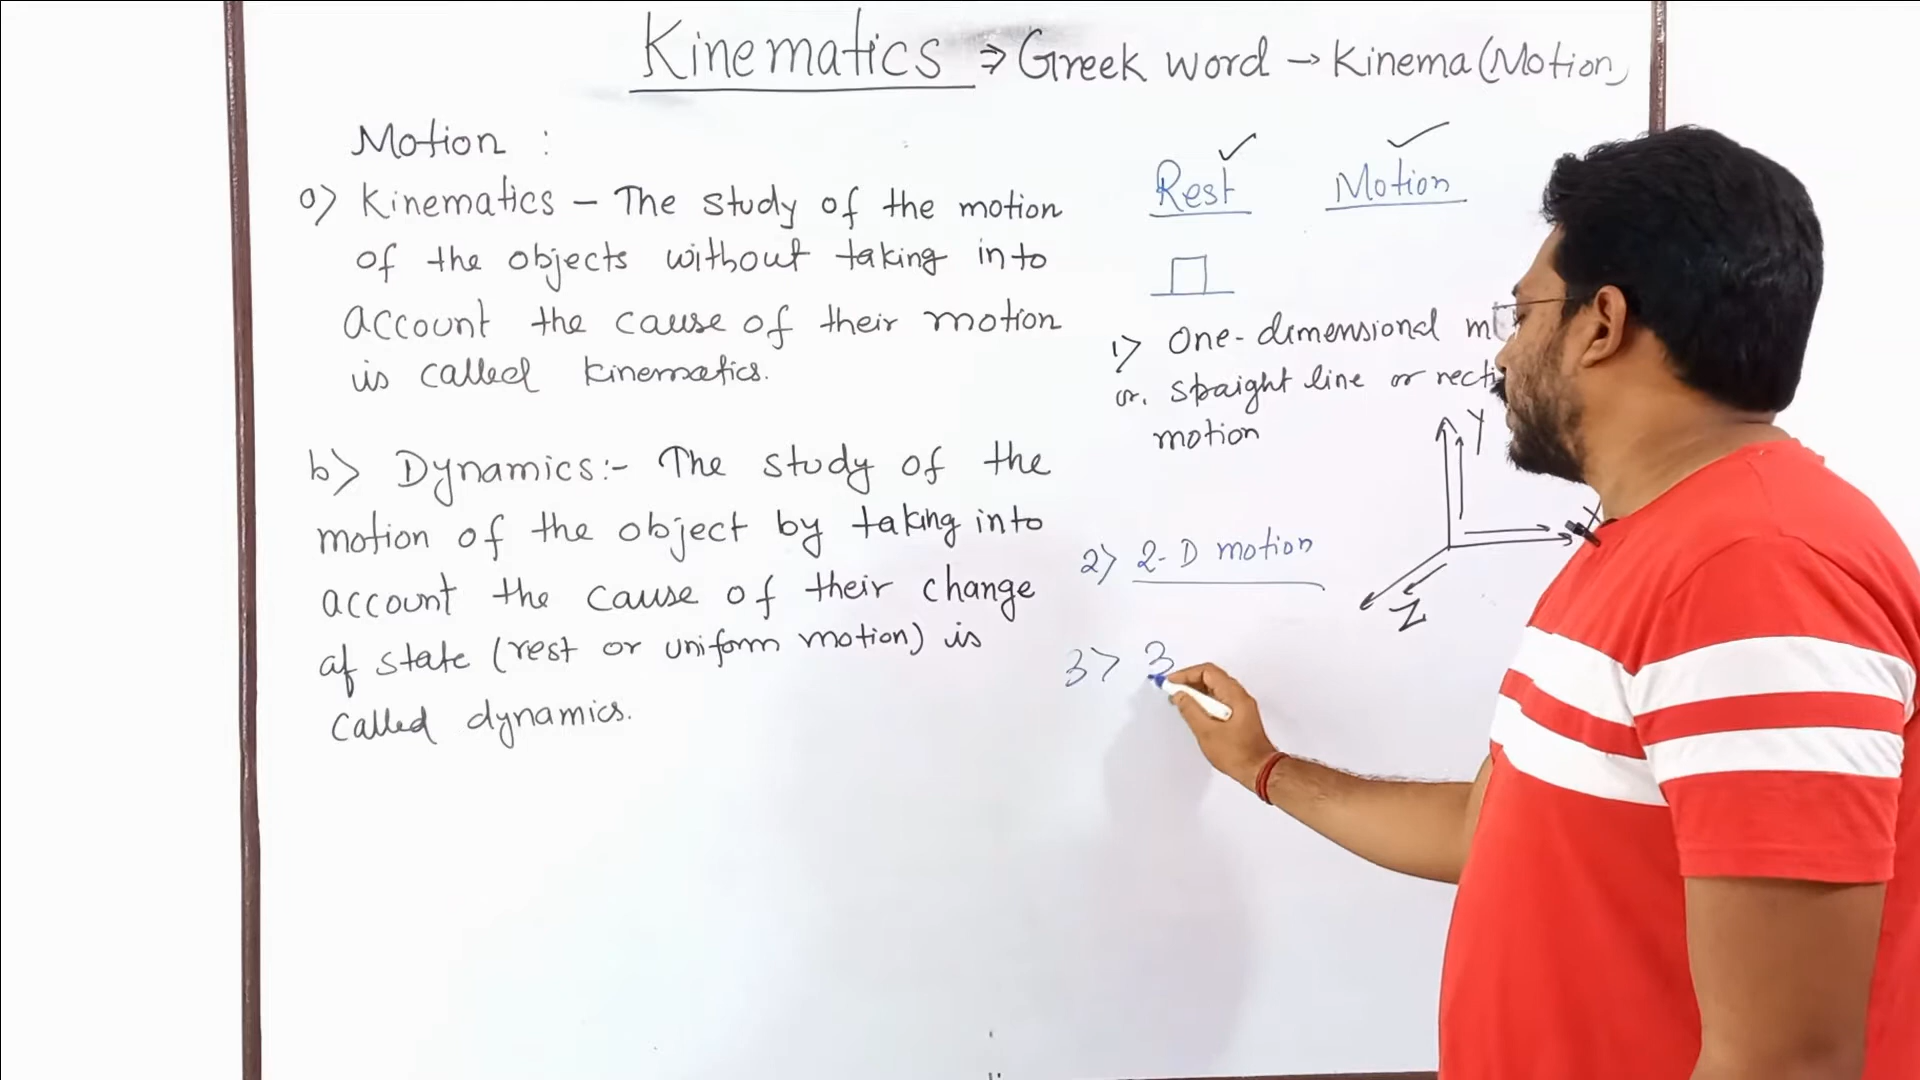 Kinematics ⇒ Greek word → Kinema (Motion)
Motion :
a) Kinematics - The study of the motion
of the objects without taking into
account the cause of their motion
is called kinematics.
b) Dynamics:- The study of the
motion of the object by taking into
account the cause of their change
of state (rest or uniform motion) is
called dynamics.
Rest ✓ Motion ✓
1) One-dimensional
or. straight line or
motion
Y
X
Z
2) 2-D motion
3) 3